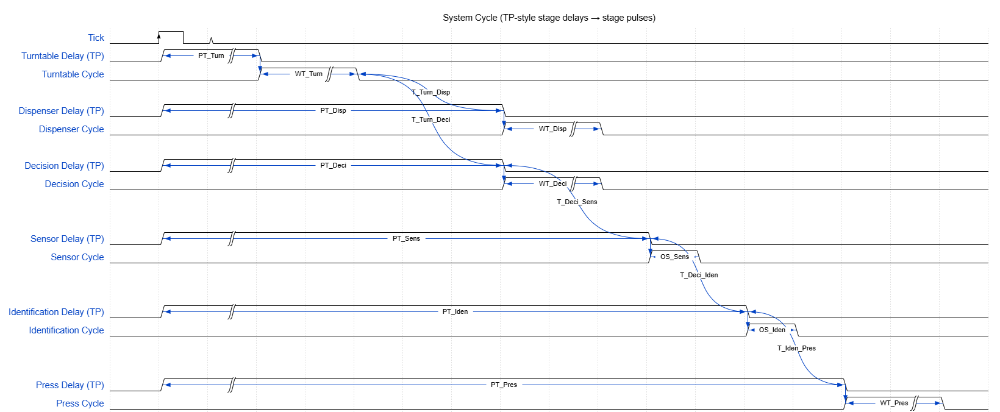 System Cycle (TP-style stage delays → stage pulses)
Tick
Turntable Delay (TP)
PT_Turn
Turntable Cycle
WT_Turn
T_Turn_Disp
Dispenser Delay (TP)
PT_Disp
T_Turn_Deci
Dispenser Cycle
WT_Disp
Decision Delay (TP)
PT_Deci
Decision Cycle
WT_Deci
T_Deci_Sens
Sensor Delay (TP)
PT_Sens
Sensor Cycle
OS_Sens
T_Deci_Iden
Identification Delay (TP)
PT_Iden
Identification Cycle
OS_Iden
T_Iden_Pres
Press Delay (TP)
PT_Pres
Press Cycle
WT_Pres